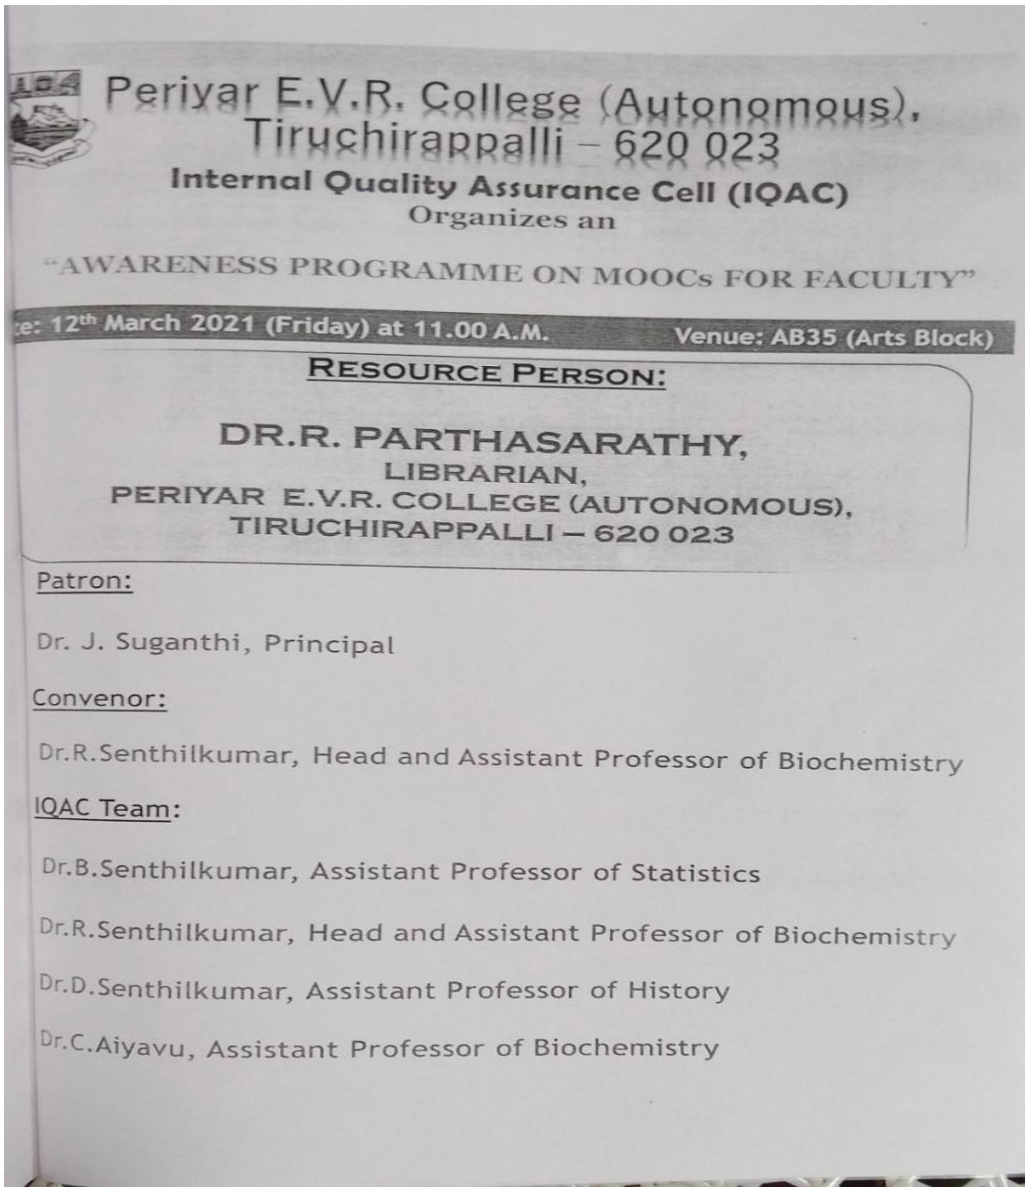 Periyar E.V.R. College (Autonomous),
Tiruchirappalli – 620 023
Internal Quality Assurance Cell (IQAC)
Organizes an
“AWARENESS PROGRAMME ON MOOCs FOR FACULTY”
te: 12th March 2021 (Friday) at 11.00 A.M. Venue: AB35 (Arts Block)
RESOURCE PERSON:
DR.R. PARTHASARATHY,
LIBRARIAN,
PERIYAR E.V.R. COLLEGE (AUTONOMOUS),
TIRUCHIRAPPALLI – 620 023
Patron:
Dr. J. Suganthi, Principal
Convenor:
Dr.R.Senthilkumar, Head and Assistant Professor of Biochemistry
IQAC Team:
Dr.B.Senthilkumar, Assistant Professor of Statistics
Dr.R.Senthilkumar, Head and Assistant Professor of Biochemistry
Dr.D.Senthilkumar, Assistant Professor of History
Dr.C.Aiyavu, Assistant Professor of Biochemistry